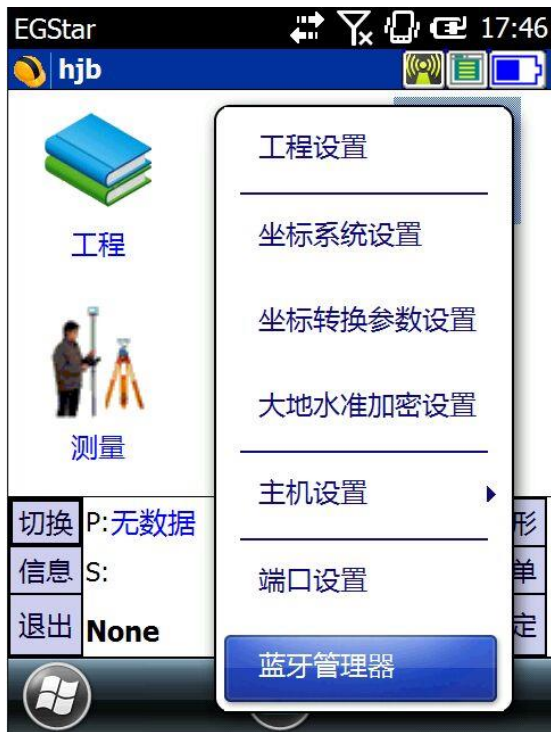 EGStar 17:46
hjb
工程
测量
工程设置
坐标系统设置
坐标转换参数设置
大地水准加密设置
主机设置
端口设置
蓝牙管理器
切换 P:无数据 形
信息 S: 单
退出 None 定